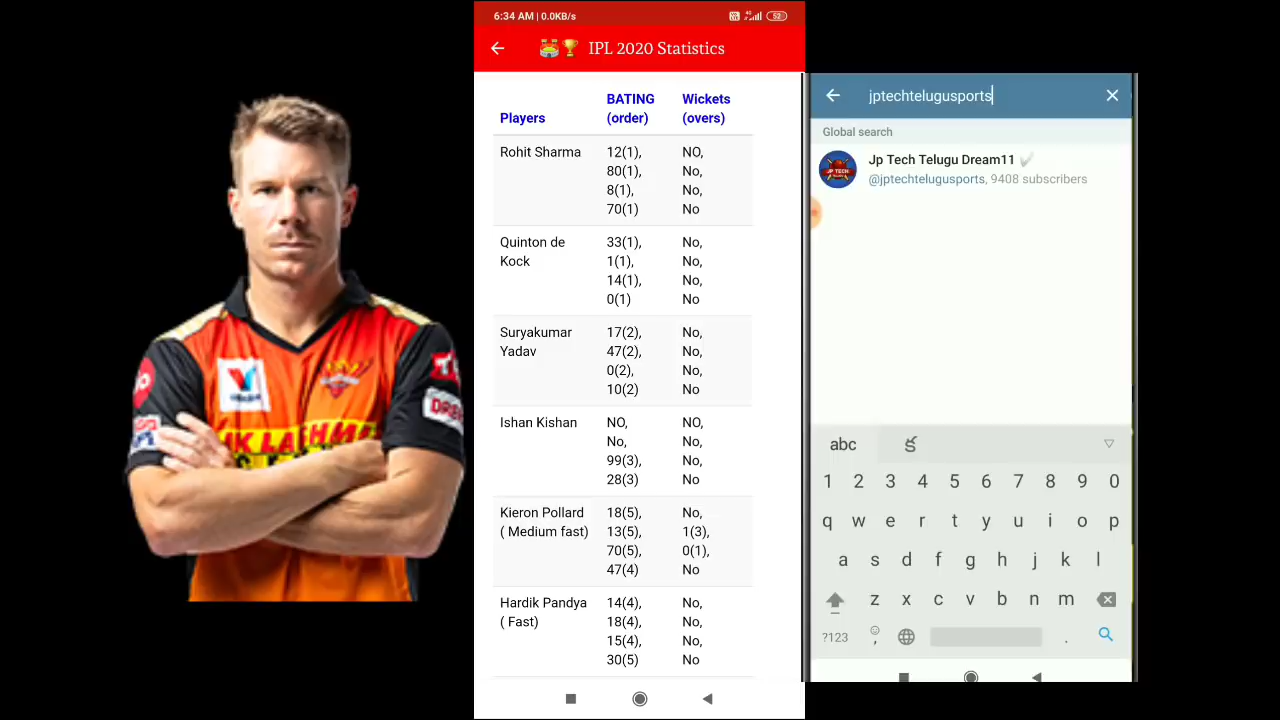 6:34 AM | 0.0KB/s
4G
52
IPL 2020 Statistics
Players
BATING (order)
Wickets (overs)
Rohit Sharma
12(1), NO,
80(1), No,
8(1), No,
70(1) No
Quinton de Kock
33(1), No,
1(1), No,
14(1), No,
0(1) No
Suryakumar Yadav
17(2), No,
47(2), No,
0(2), No,
10(2) No
Ishan Kishan
NO, NO,
No, No,
99(3), No,
28(3) No
Kieron Pollard ( Medium fast)
18(5), No,
13(5), 1(3),
70(5), 0(1),
47(4) No
Hardik Pandya ( Fast)
14(4), No,
18(4), No,
15(4), No,
30(5) No
jptechtelugusports
Global search
Jp Tech Telugu Dream11
@jptechtelugusports, 9408 subscribers
JP TECH
abc
1 2 3 4 5 6 7 8 9 0
q w e r t y u i o p
a s d f g h j k l
z x c v b n m
?123 , .